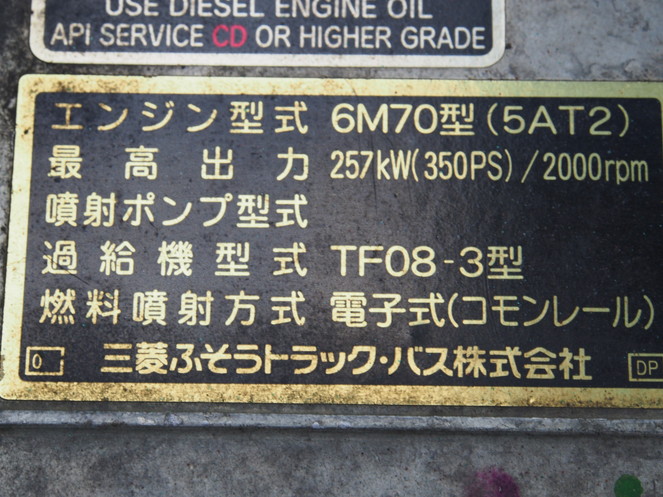 USE DIESEL ENGINE OIL
API SERVICE CD OR HIGHER GRADE
エンジン型式 6M70型(5AT2)
最高出力 257kW(350PS)/2000rpm
噴射ポンプ型式
過給機型式 TF08-3型
燃料噴射方式 電子式(コモンレール)
0 三菱ふそうトラック・バス株式会社 DP